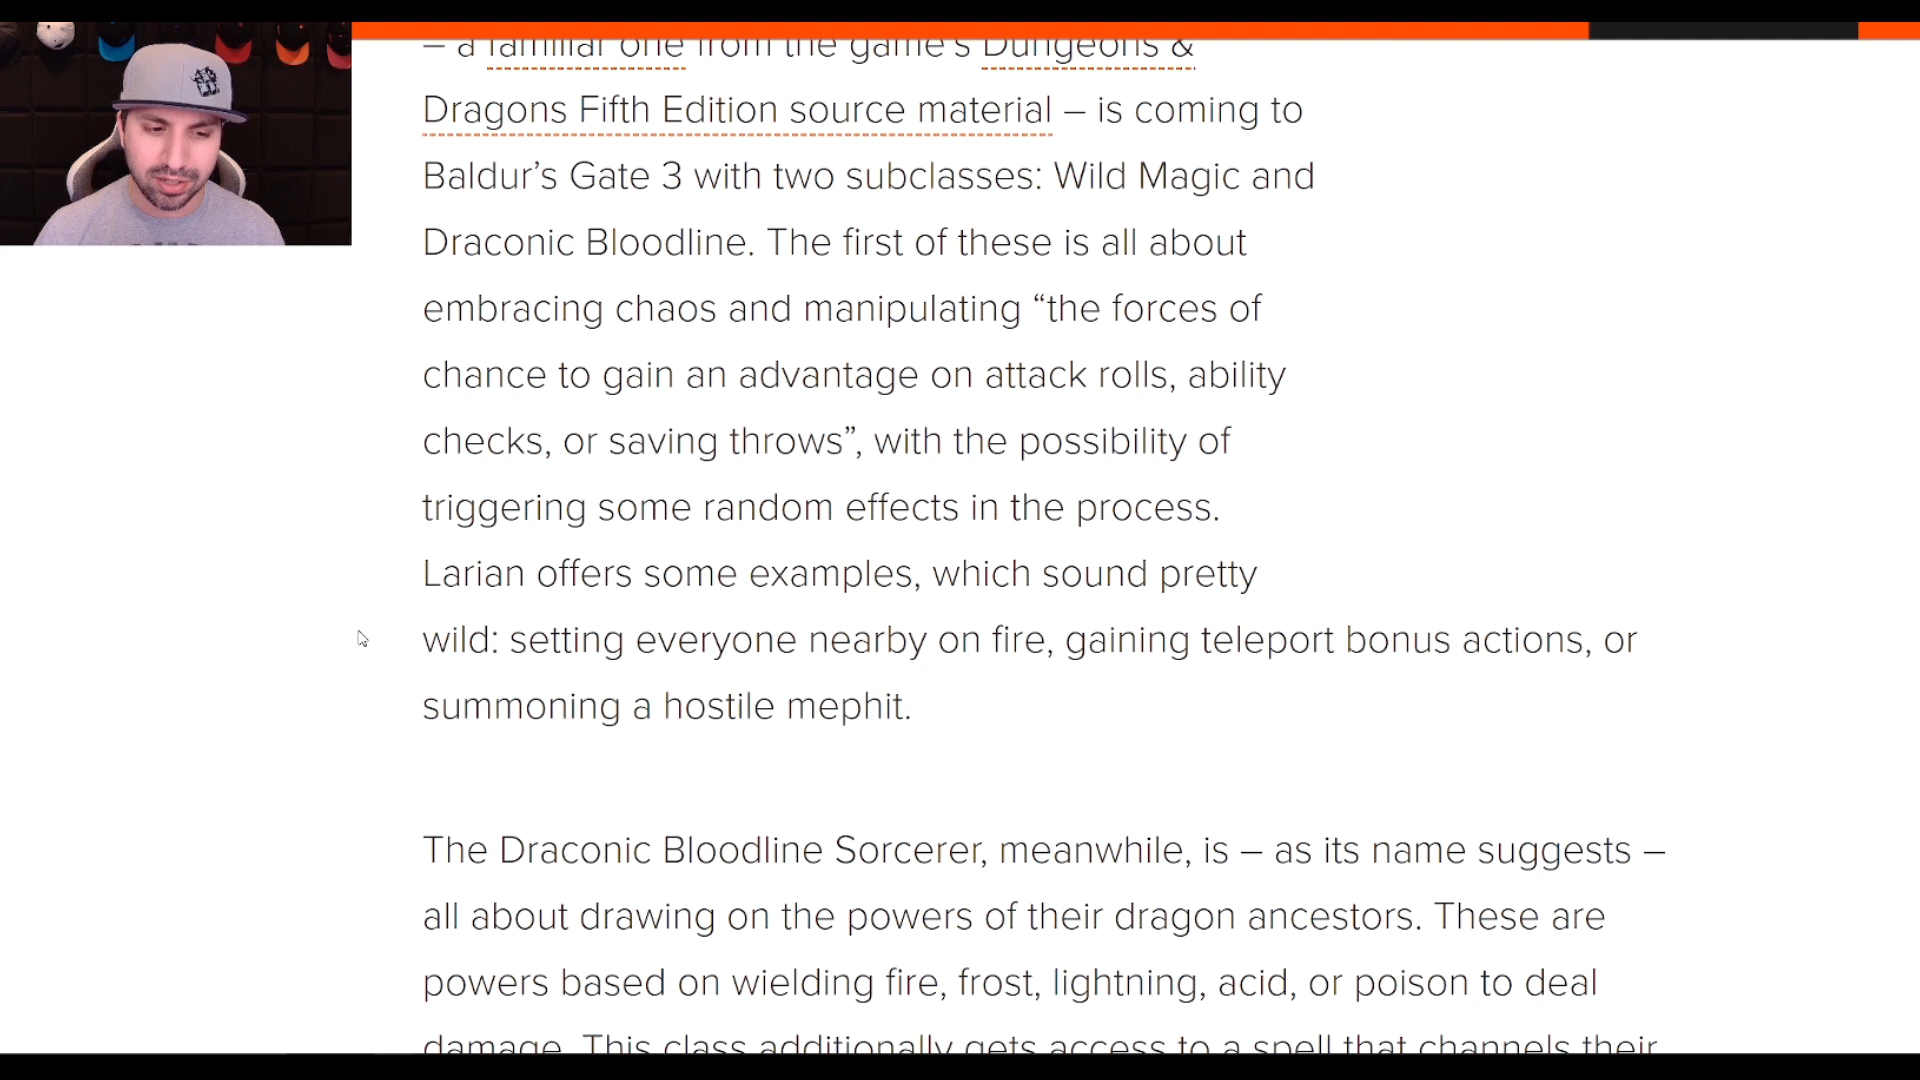 – a familiar one from the game's Dungeons &
Dragons Fifth Edition source material – is coming to
Baldur’s Gate 3 with two subclasses: Wild Magic and
Draconic Bloodline. The first of these is all about
embracing chaos and manipulating “the forces of
chance to gain an advantage on attack rolls, ability
checks, or saving throws”, with the possibility of
triggering some random effects in the process.
Larian offers some examples, which sound pretty
wild: setting everyone nearby on fire, gaining teleport bonus actions, or
summoning a hostile mephit.
The Draconic Bloodline Sorcerer, meanwhile, is – as its name suggests –
all about drawing on the powers of their dragon ancestors. These are
powers based on wielding fire, frost, lightning, acid, or poison to deal
damage. This class additionally gets access to a spell that channels their